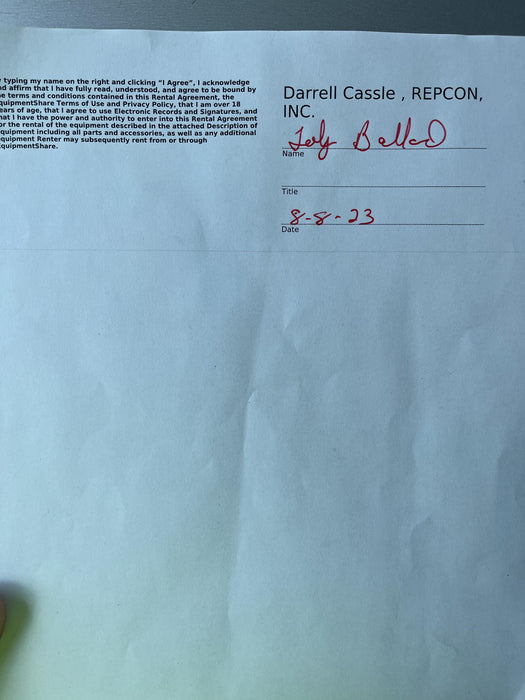 typing my name on the right and clicking "I Agree", I acknowledge
d affirm that I have fully read, understood, and agree to be bound by
e terms and conditions contained in this Rental Agreement, the
quipmentShare Terms of Use and Privacy Policy, that I am over 18
ears of age, that I agree to use Electronic Records and Signatures, and
hat I have the power and authority to enter into this Rental Agreement
or the rental of the equipment described in the attached Description of
quipment including all parts and accessories, as well as any additional
quipment Renter may subsequently rent from or through
quipmentShare.
Darrell Cassle , REPCON,
INC.
Name
Title
8-8-23
Date